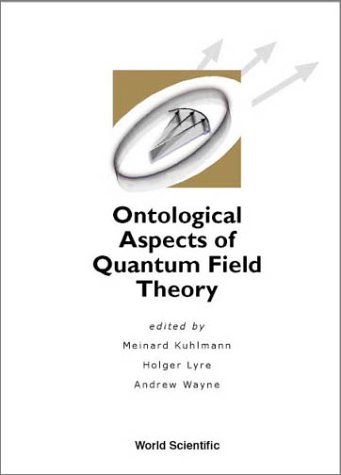 Ontological
Aspects of
Quantum Field
Theory
edited by
Meinard Kuhlmann
Holger Lyre
Andrew Wayne
World Scientific